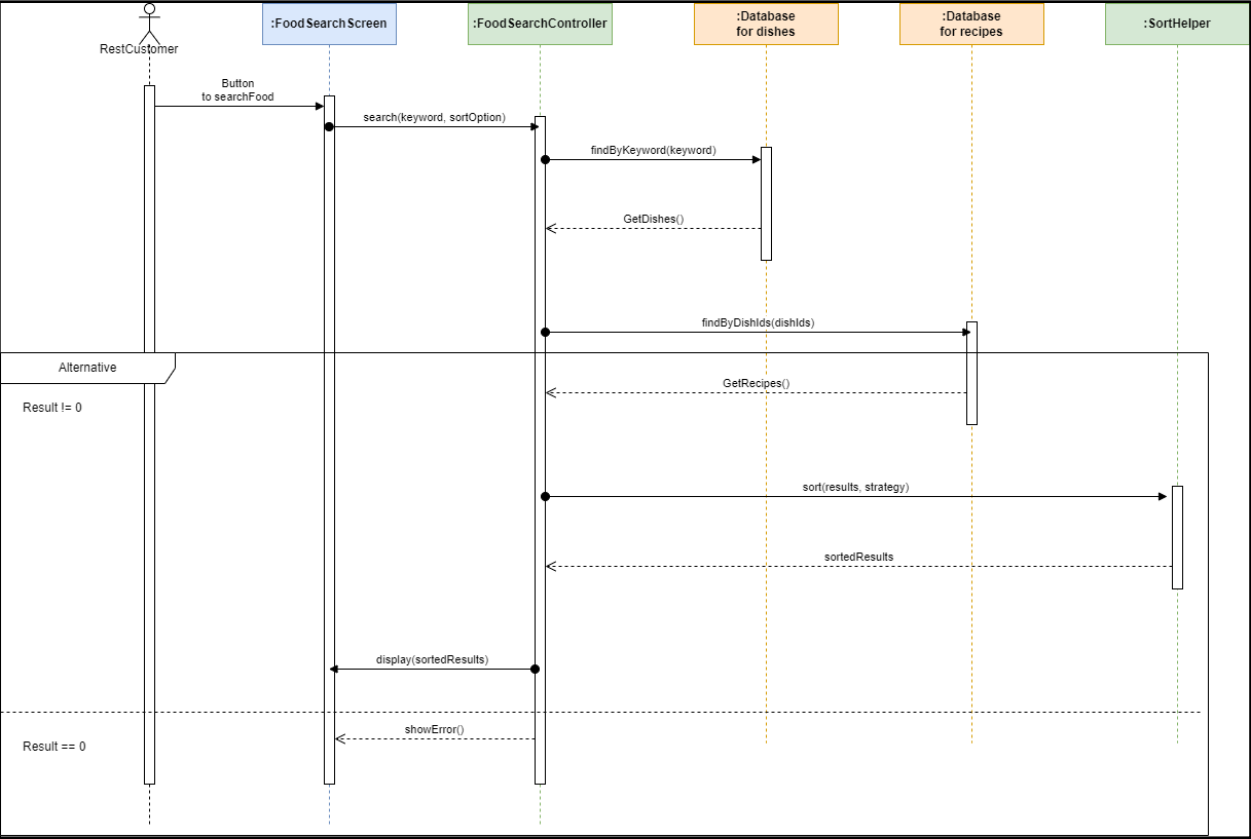 RestCustomer
:FoodSearchScreen
:FoodSearchController
:Database
for dishes
:Database
for recipes
:SortHelper
Button
to searchFood
search(keyword, sortOption)
findByKeyword(keyword)
GetDishes()
findByDishIds(dishIds)
Alternative
GetRecipes()
Result != 0
sort(results, strategy)
sortedResults
display(sortedResults)
showError()
Result == 0